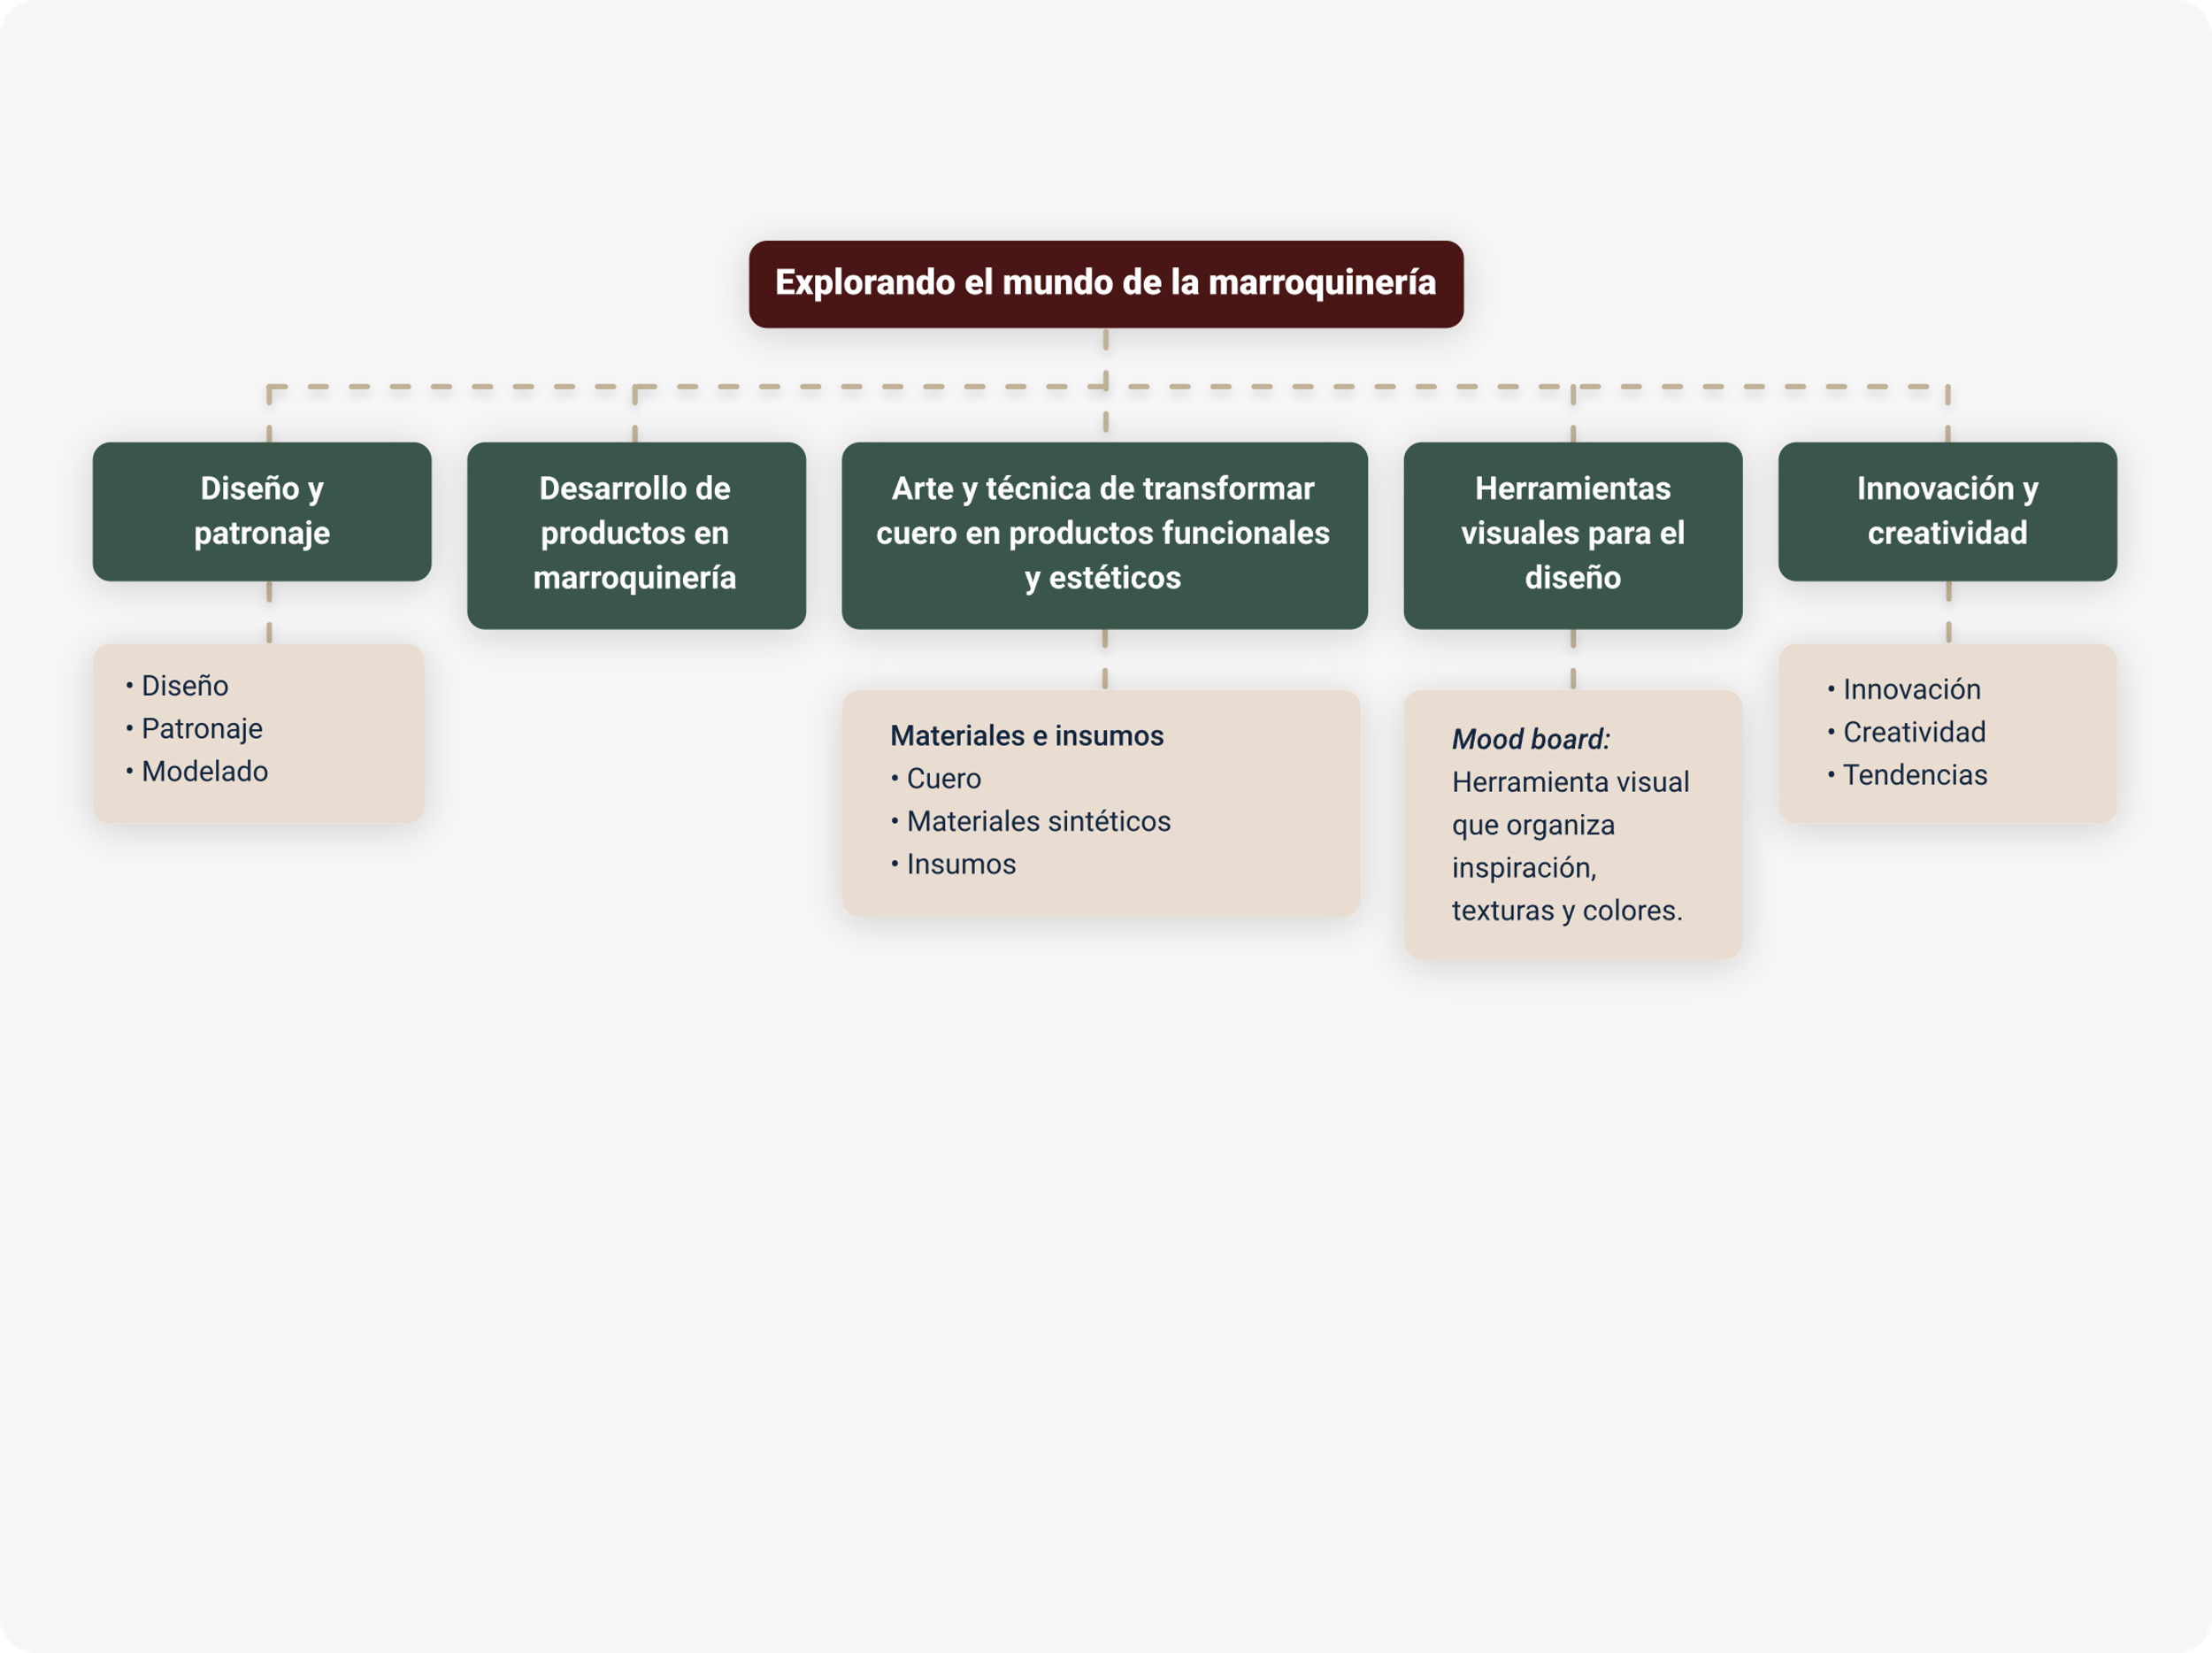 Explorando el mundo de la marroquinería
Diseño y
patronaje
• Diseño
• Patronaje
• Modelado
Desarrollo de
productos en
marroquinería
Arte y técnica de transformar
cuero en productos funcionales
y estéticos
Materiales e insumos
• Cuero
• Materiales sintéticos
• Insumos
Herramientas
visuales para el
diseño
Mood board:
Herramienta visual
que organiza
inspiración,
texturas y colores.
Innovación y
creatividad
• Innovación
• Creatividad
• Tendencias